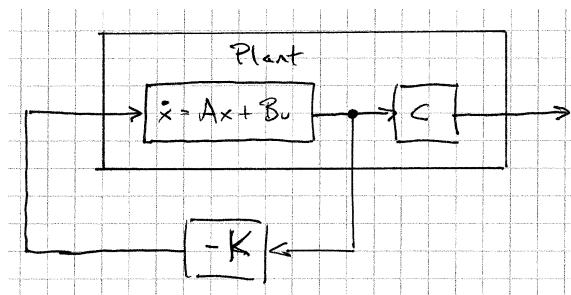 Plant
ẋ = Ax + Bu
C
-K